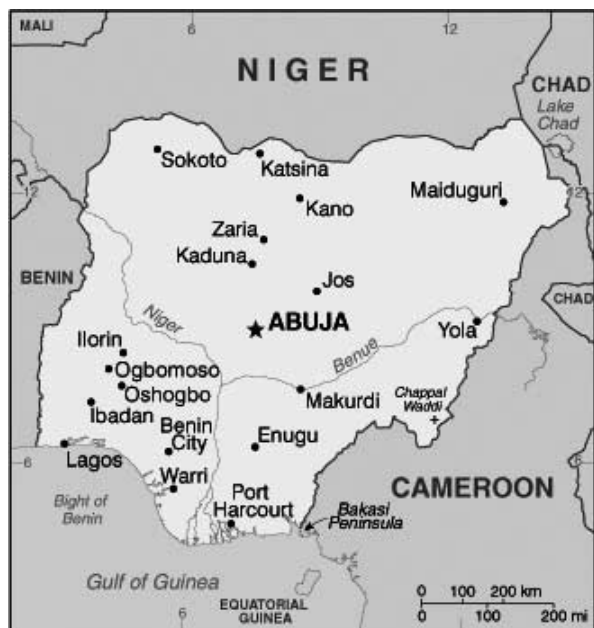 MALI
6
12
NIGER
CHAD
Lake
Chad
Sokoto
Katsina
12
12
Kano
Maiduguri
Zaria
Kaduna
BENIN
Jos
CHAD
Niger
ABUJA
Yola
Ilorin
Benue
Ogbomoso
Oshogbo
Makurdi
Chappal
Waddi
Ibadan
Benin
City
Enugu
Lagos
6
6
Warri
CAMEROON
Bight of
Benin
Port
Harcourt
Bakasi
Peninsula
Gulf of Guinea
EQUATORIAL
GUINEA
6
0 100 200 km
0 100 200 mi